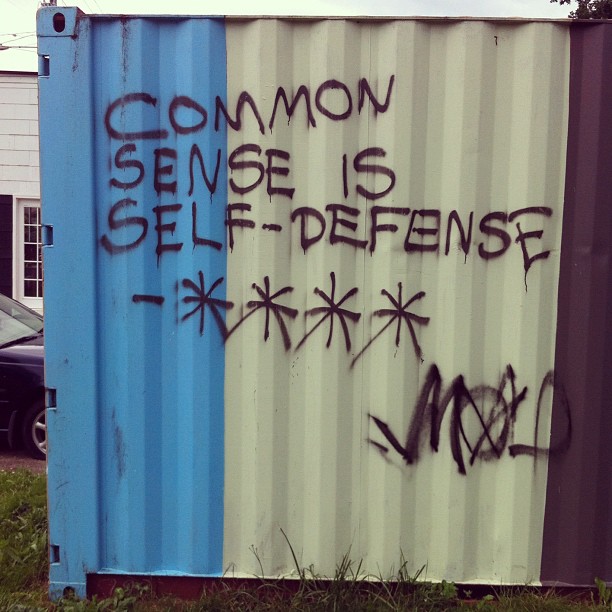 COMMON
SENSE IS
SELF-DEFENSE
-****